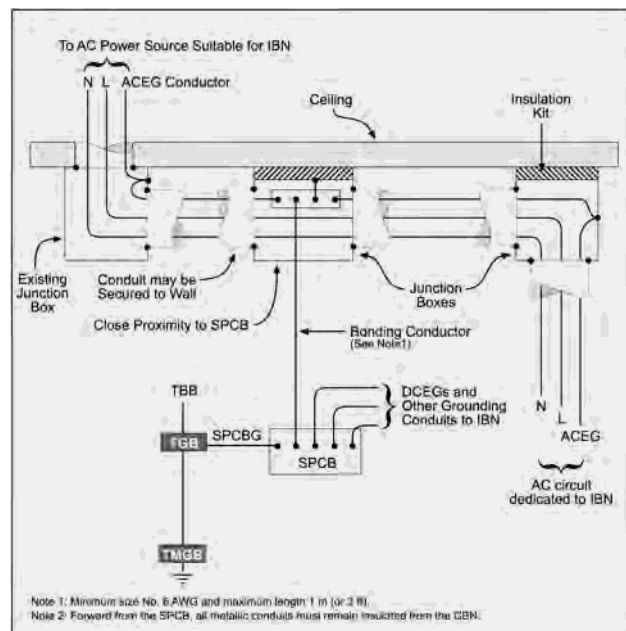 To AC Power Source Suitable for IBN
N L ACEG Conductor
Ceiling
Insulation
Kit
Existing
Junction
Box
Conduit may be
Secured to Wall
Junction
Boxes
Close Proximity to SPCB
Bonding Conductor
(See Note1)
TBB
DCEGs and
Other Grounding
Conduits to IBN
TGB
SPCBG
SPCB
N
L
ACEG
AC circuit
dedicated to IBN
TMGB
Note 1: Minimum size No. 6 AWG and maximum length 1 m (or 3 ft).
Note 2: Forward from the SPCB, all metallic conduits must remain insulated from the CBN.